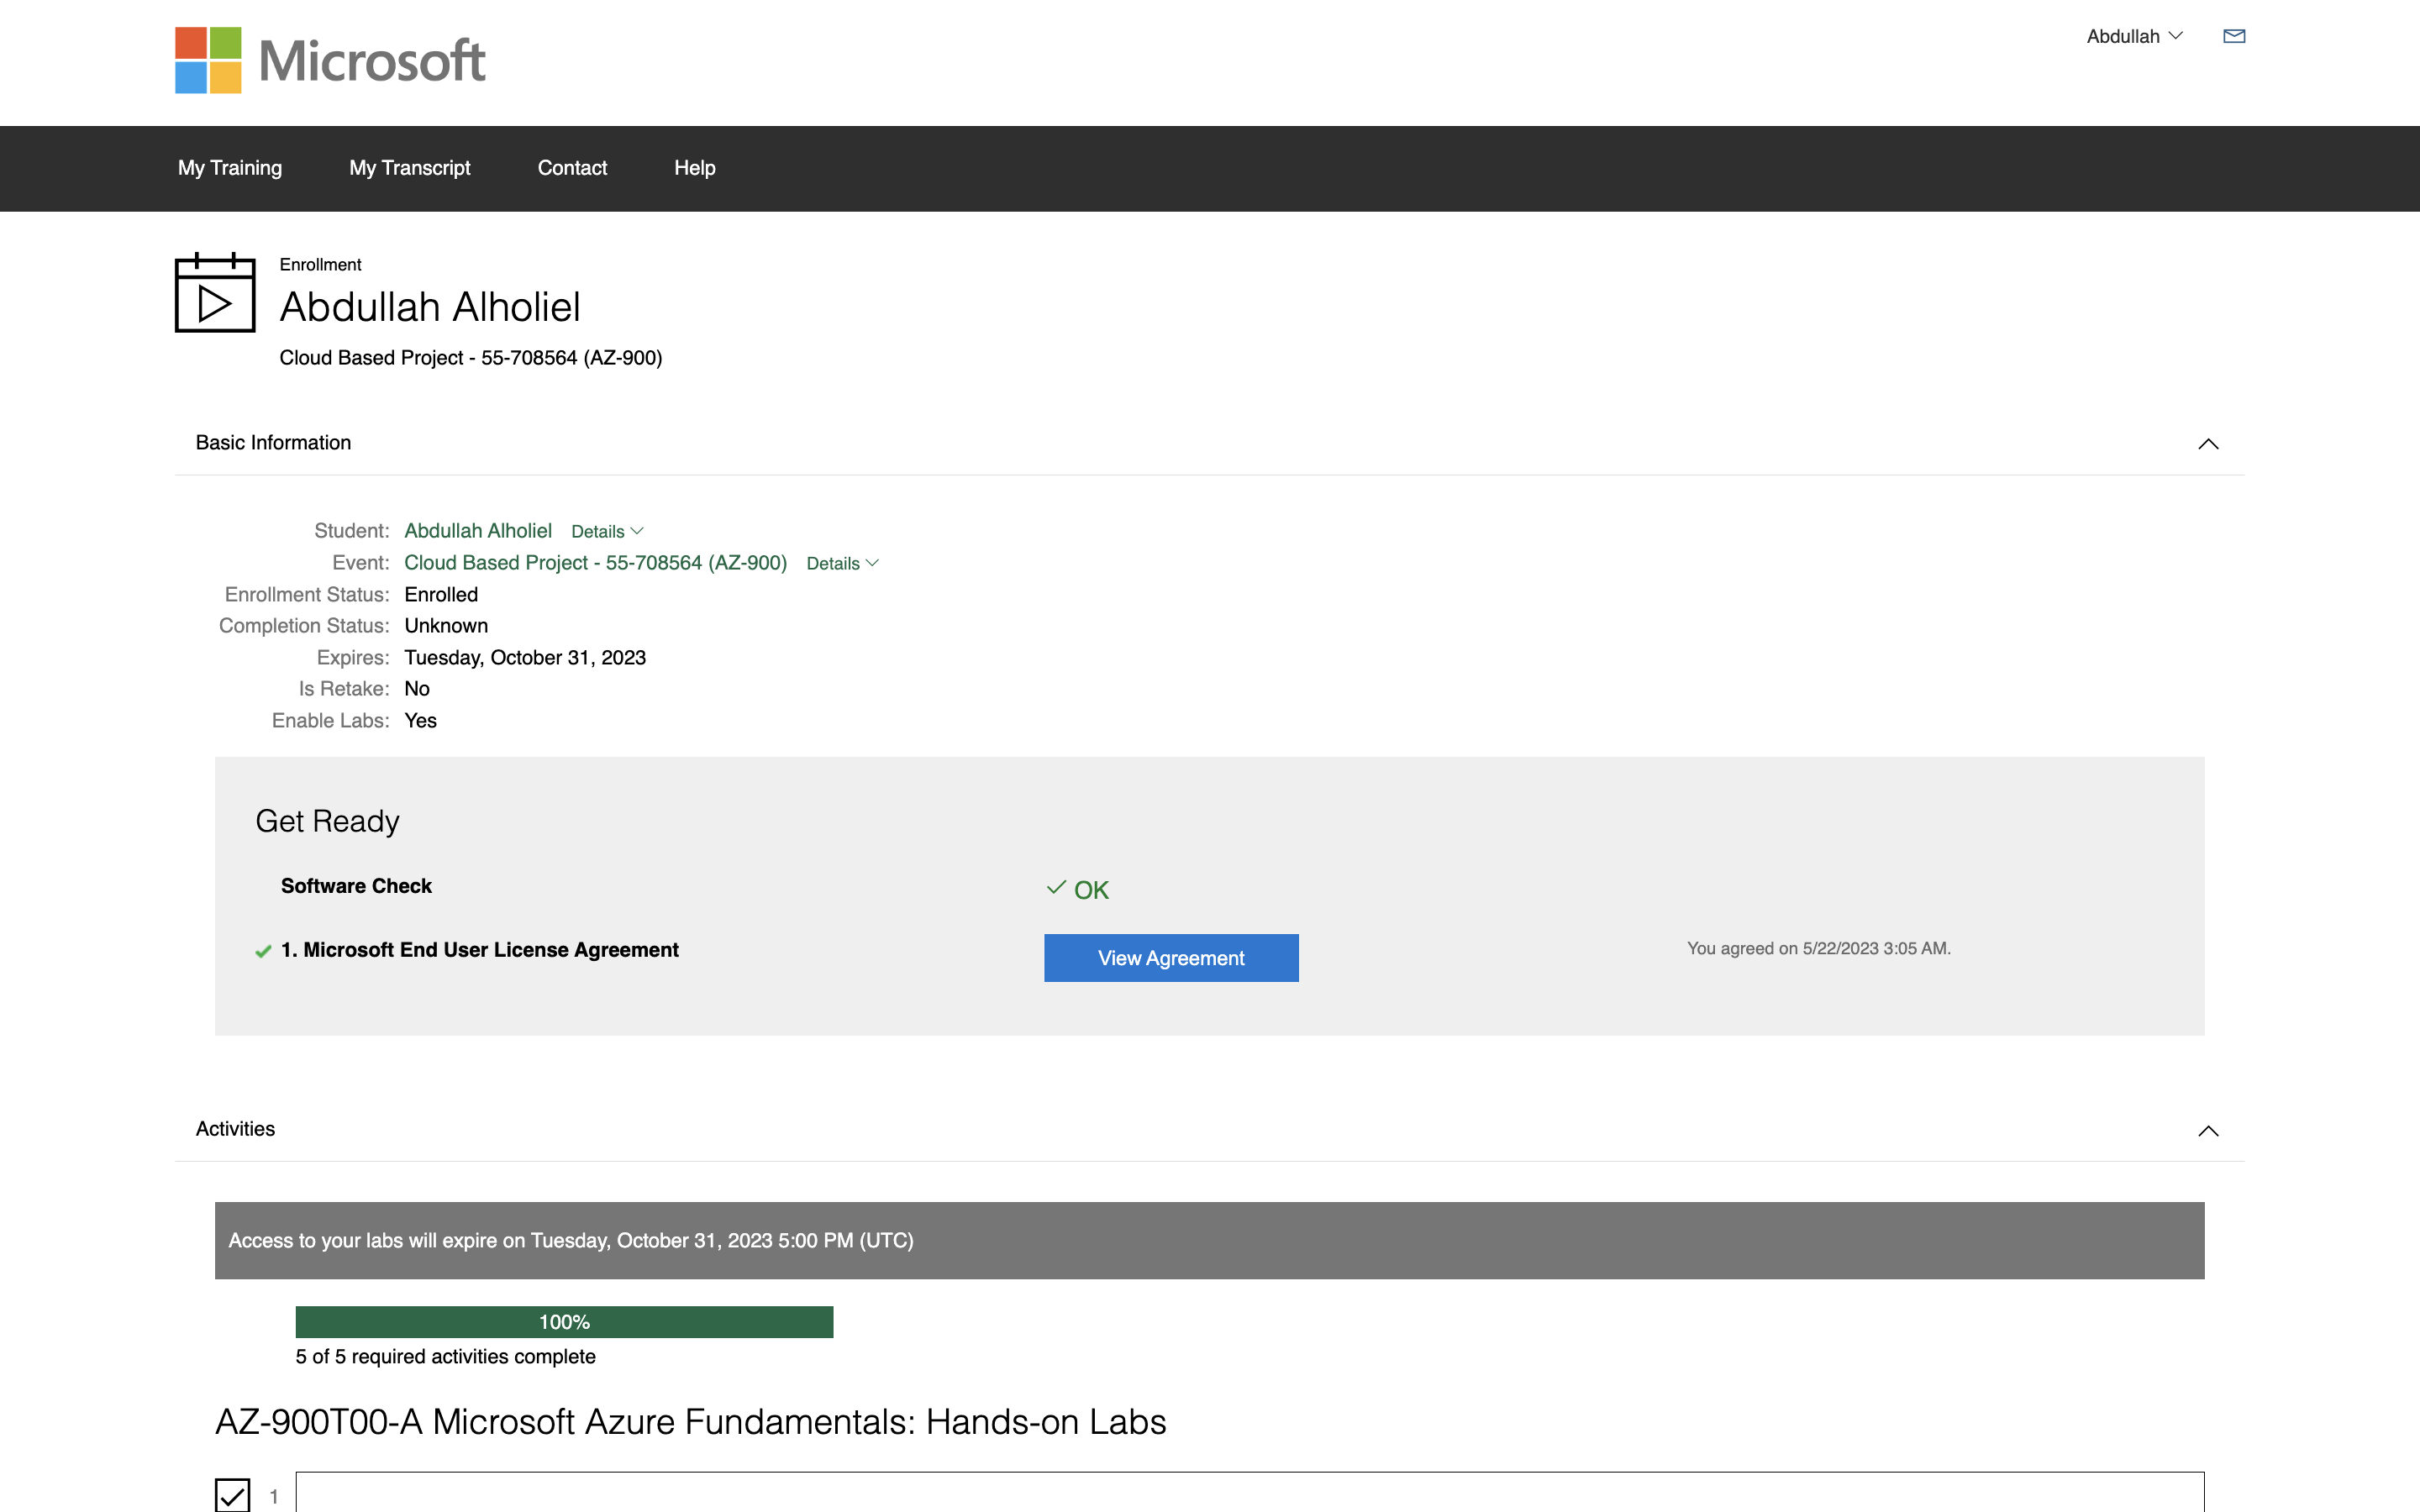 Microsoft
Abdullah
My Training My Transcript Contact Help
Enrollment
Abdullah Alholiel
Cloud Based Project - 55-708564 (AZ-900)
Basic Information
Student: Abdullah Alholiel Details
Event: Cloud Based Project - 55-708564 (AZ-900) Details
Enrollment Status: Enrolled
Completion Status: Unknown
Expires: Tuesday, October 31, 2023
Is Retake: No
Enable Labs: Yes
Get Ready
Software Check OK
1. Microsoft End User License Agreement View Agreement You agreed on 5/22/2023 3:05 AM.
Activities
Access to your labs will expire on Tuesday, October 31, 2023 5:00 PM (UTC)
100%
5 of 5 required activities complete
AZ-900T00-A Microsoft Azure Fundamentals: Hands-on Labs
1